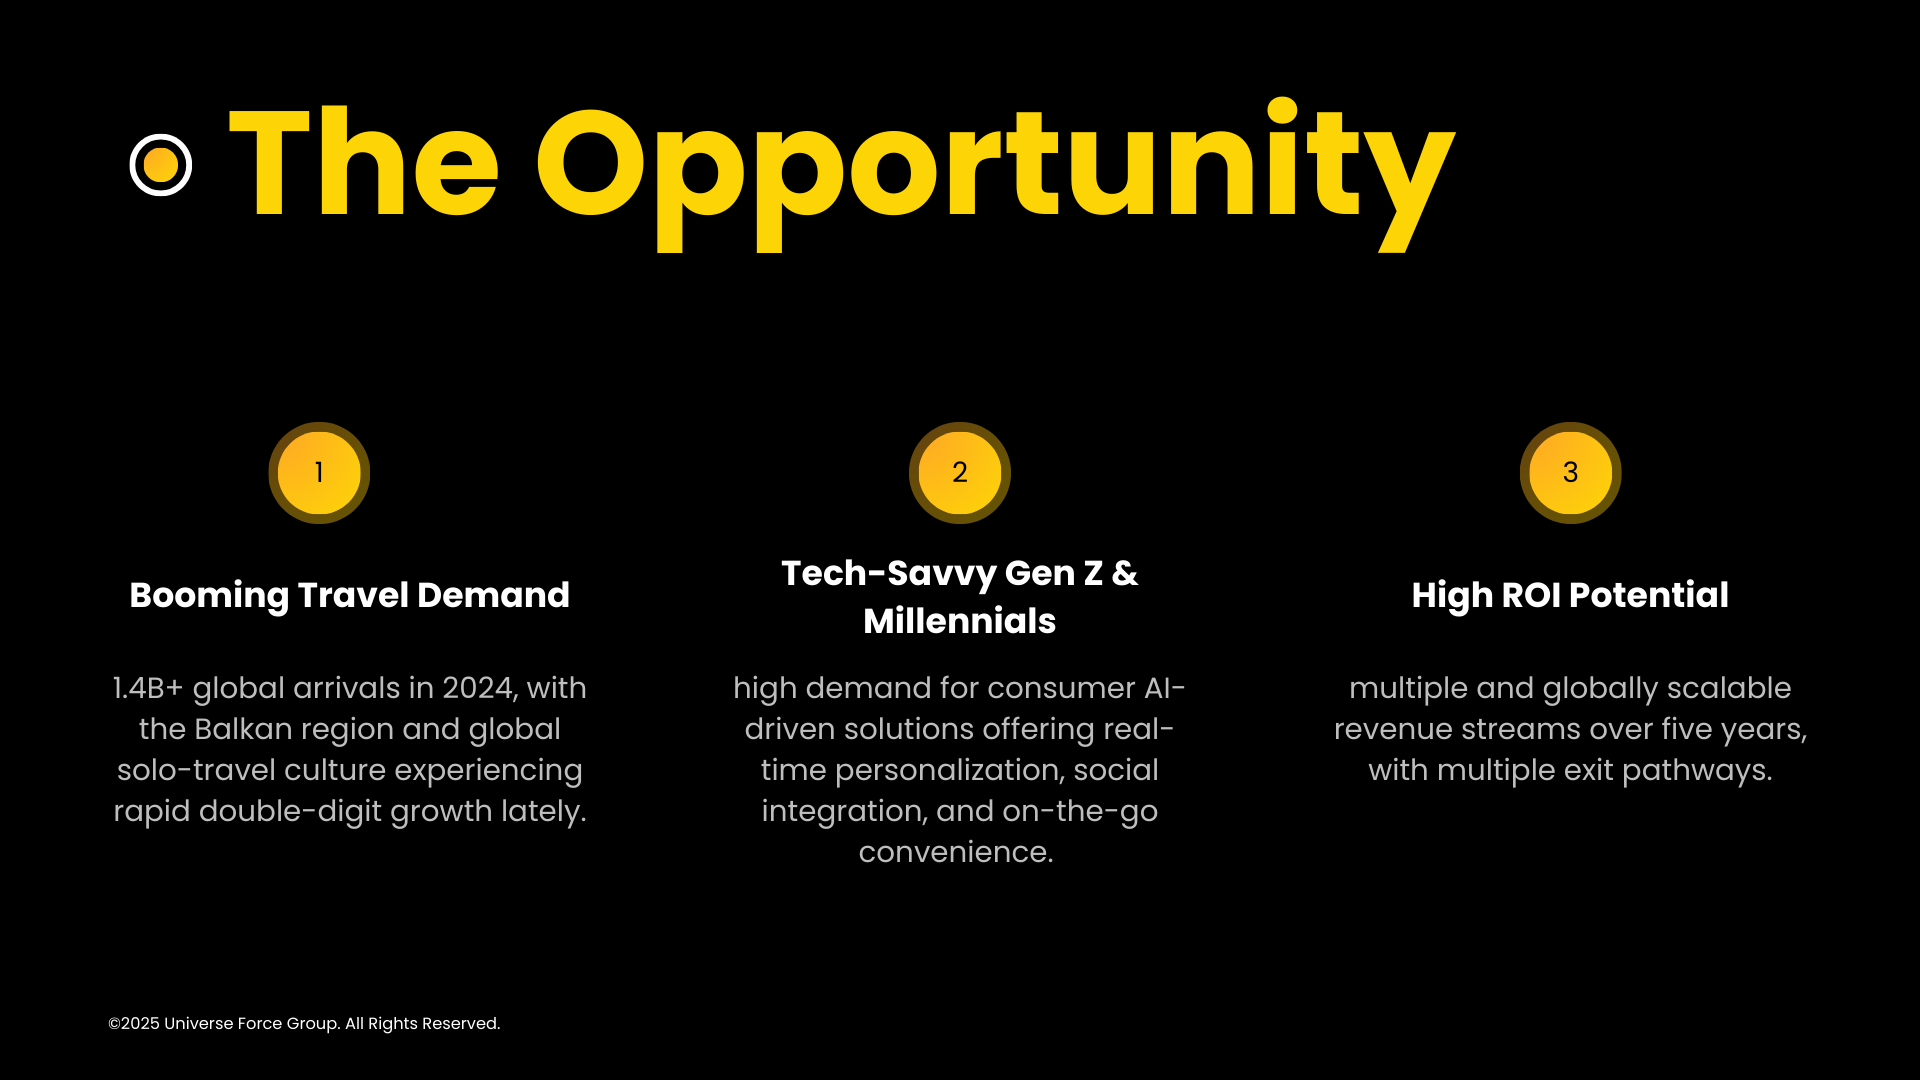 The Opportunity
1
Booming Travel Demand
1.4B+ global arrivals in 2024, with
the Balkan region and global
solo-travel culture experiencing
rapid double-digit growth lately.
2
Tech-Savvy Gen Z &
Millennials
high demand for consumer AI-
driven solutions offering real-
time personalization, social
integration, and on-the-go
convenience.
3
High ROI Potential
multiple and globally scalable
revenue streams over five years,
with multiple exit pathways.
©2025 Universe Force Group. All Rights Reserved.